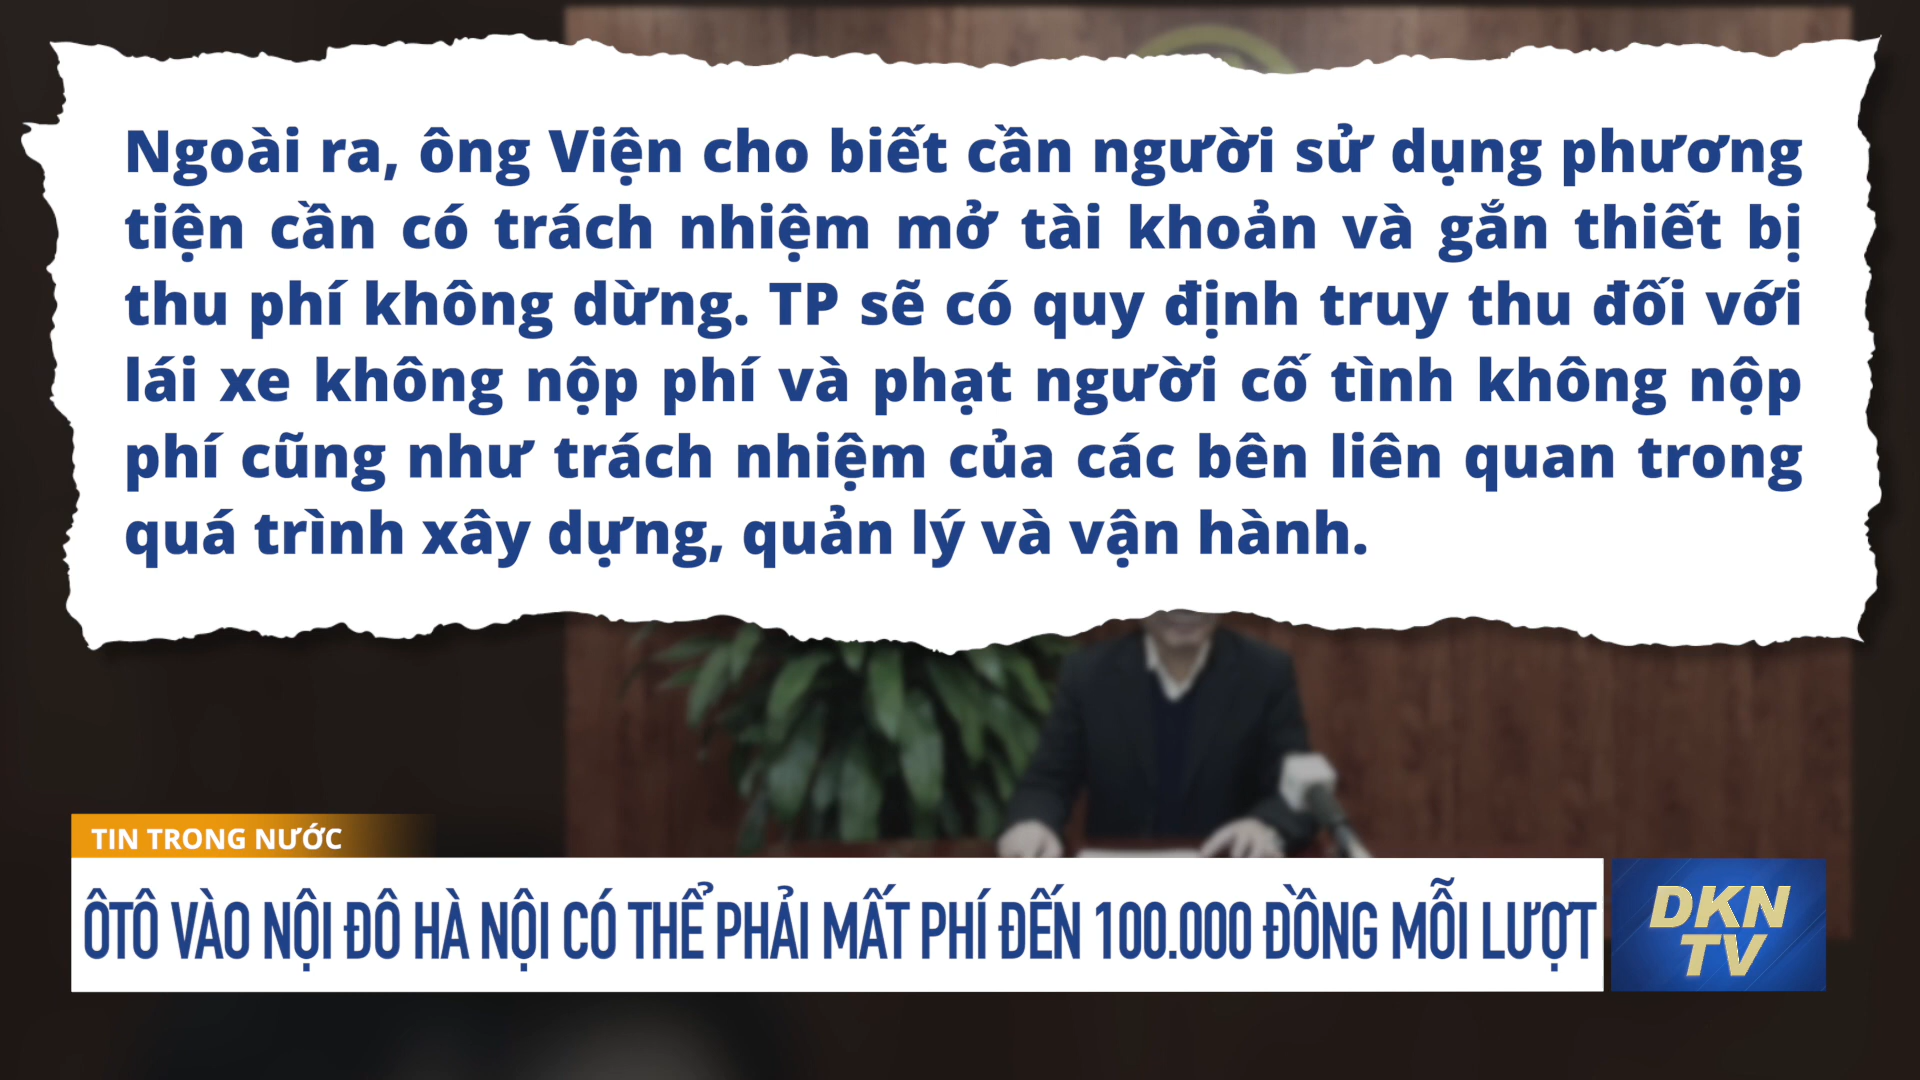 Ngoài ra, ông Viện cho biết cần người sử dụng phương
tiện cần có trách nhiệm mở tài khoản và gắn thiết bị
thu phí không dừng. TP sẽ có quy định truy thu đối với
lái xe không nộp phí và phạt người cố tình không nộp
phí cũng như trách nhiệm của các bên liên quan trong
quá trình xây dựng, quản lý và vận hành.
TIN TRONG NƯỚC
ÔTÔ VÀO NỘI ĐÔ HÀ NỘI CÓ THỂ PHẢI MẤT PHÍ ĐẾN 100.000 ĐỒNG MỖI LƯỢT
DKN
TV